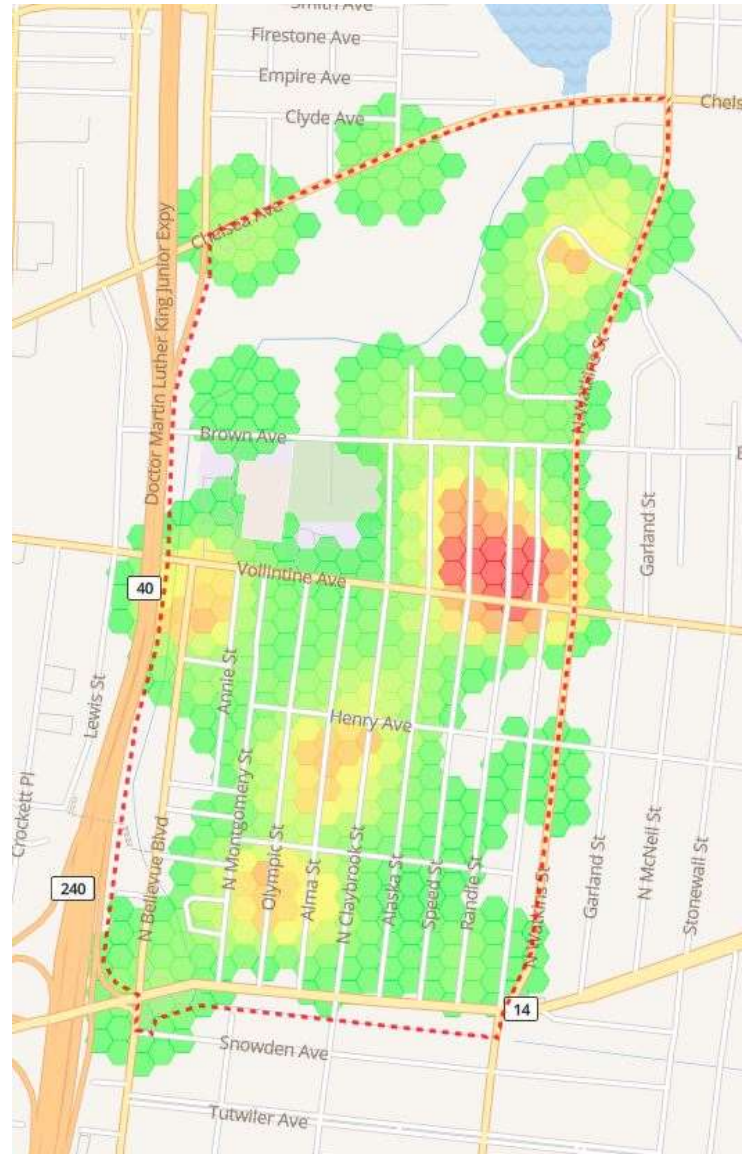 Smith Ave
Firestone Ave
Empire Ave
Clyde Ave
Chels
Chelsea Ave
Doctor Martin Luther King Junior Expy
N Watkins St
Brown Ave
E
Garland St
Vollintine Ave
40
Lewis St
Annie St
Henry Ave
Crockett Pl
N Montgomery St
N Bellevue Blvd
Olympic St
Alma St
N Claybrook St
Alaska St
Speed St
Randle St
N Watkins St
Garland St
N McNeil St
Stonewall St
240
14
Snowden Ave
Tutwiler Ave